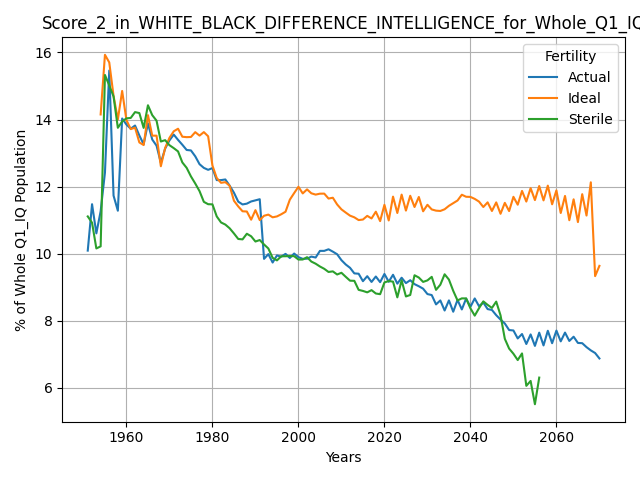 Score_2_in_WHITE_BLACK_DIFFERENCE_INTELLIGENCE_for_Whole_Q1_IQ
Fertility
Actual
Ideal
Sterile
% of Whole Q1_IQ Population
16
14
12
10
8
6
1960
1980
2000
2020
2040
2060
Years